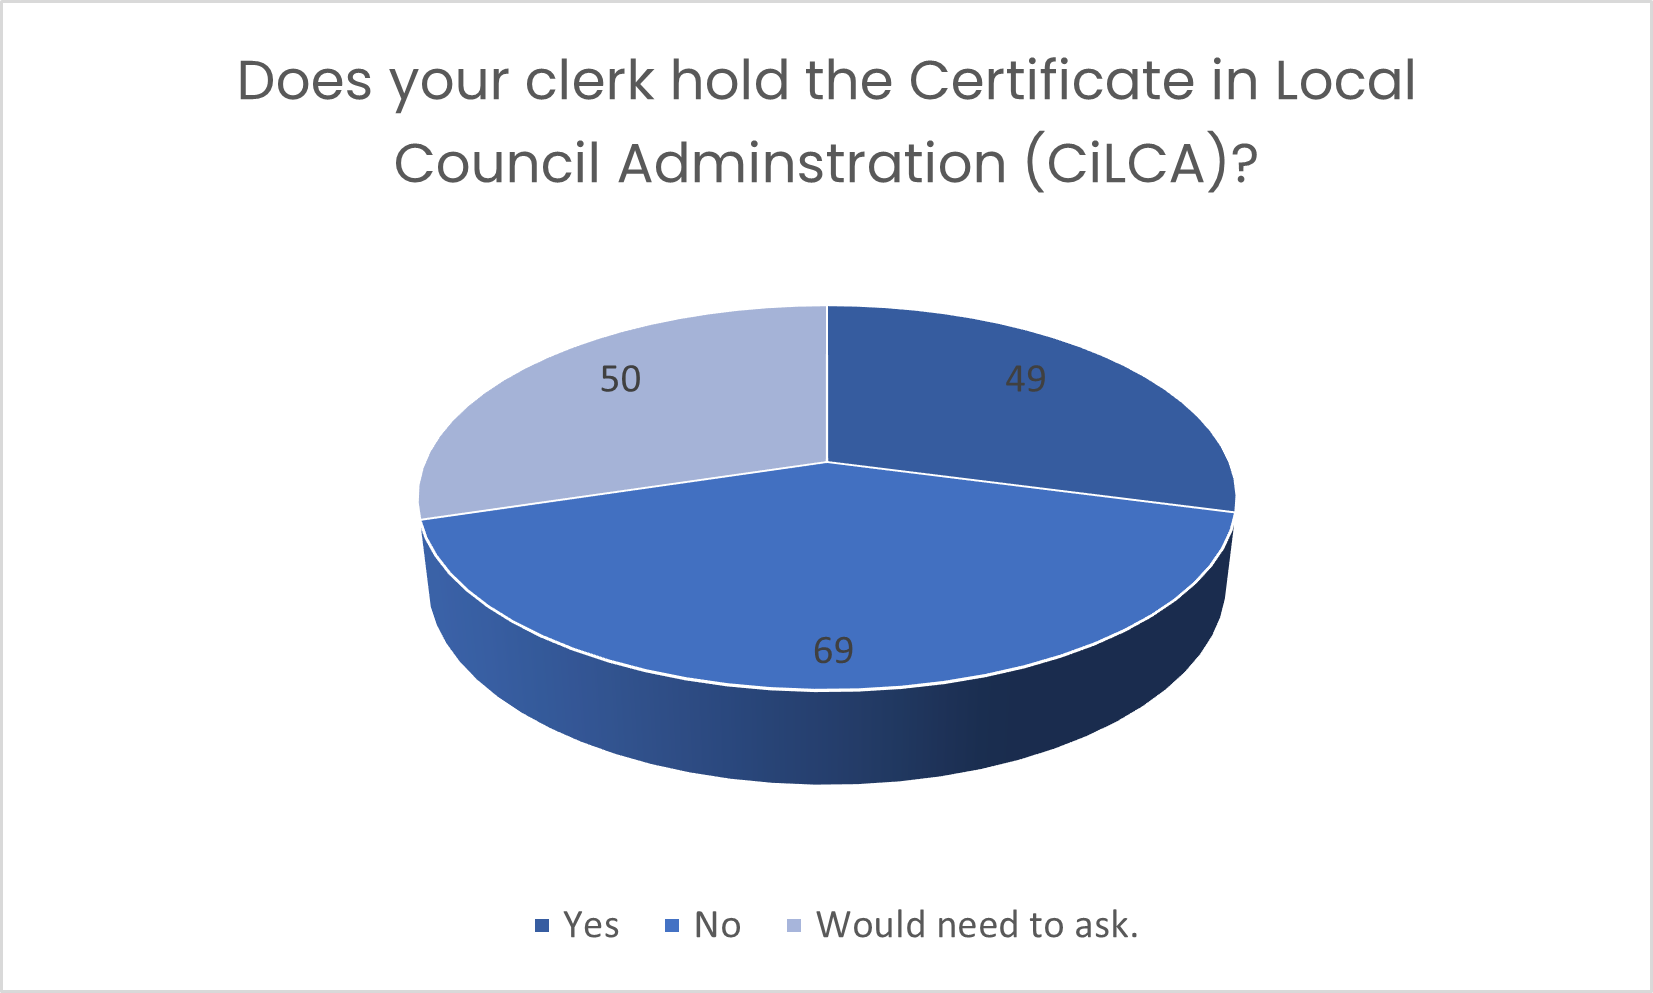 Does your clerk hold the Certificate in Local
Council Adminstration (CiLCA)?
50
49
69
Yes
No
Would need to ask.